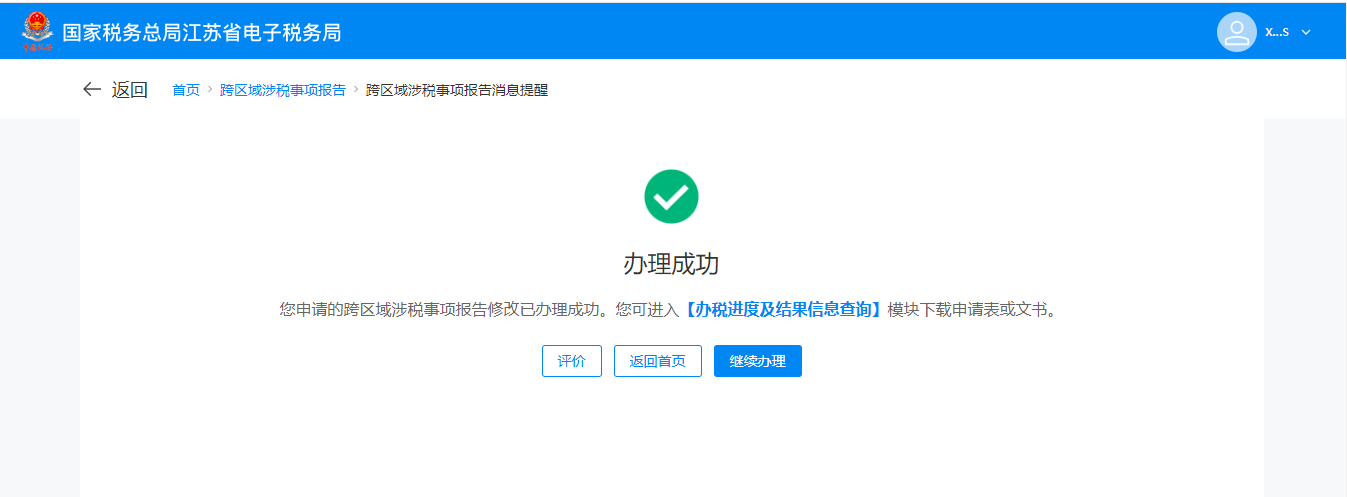 国家税务总局江苏省电子税务局
x...s
返回 首页 > 跨区域涉税事项报告 > 跨区域涉税事项报告消息提醒
办理成功
您申请的跨区域涉税事项报告修改已办理成功。您可进入【办税进度及结果信息查询】模块下载申请表或文书。
评价 返回首页 继续办理